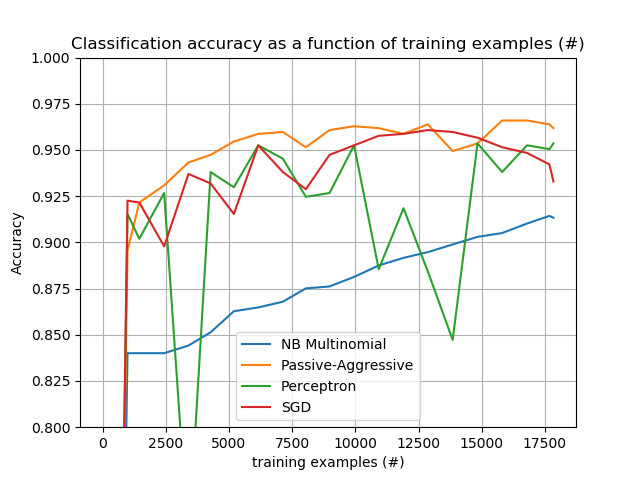 Classification accuracy as a function of training examples (#)
1.000
0.975
0.950
0.925
0.900
0.875
0.850
0.825
0.800
Accuracy
NB Multinomial
Passive-Aggressive
Perceptron
SGD
0 2500 5000 7500 10000 12500 15000 17500
training examples (#)